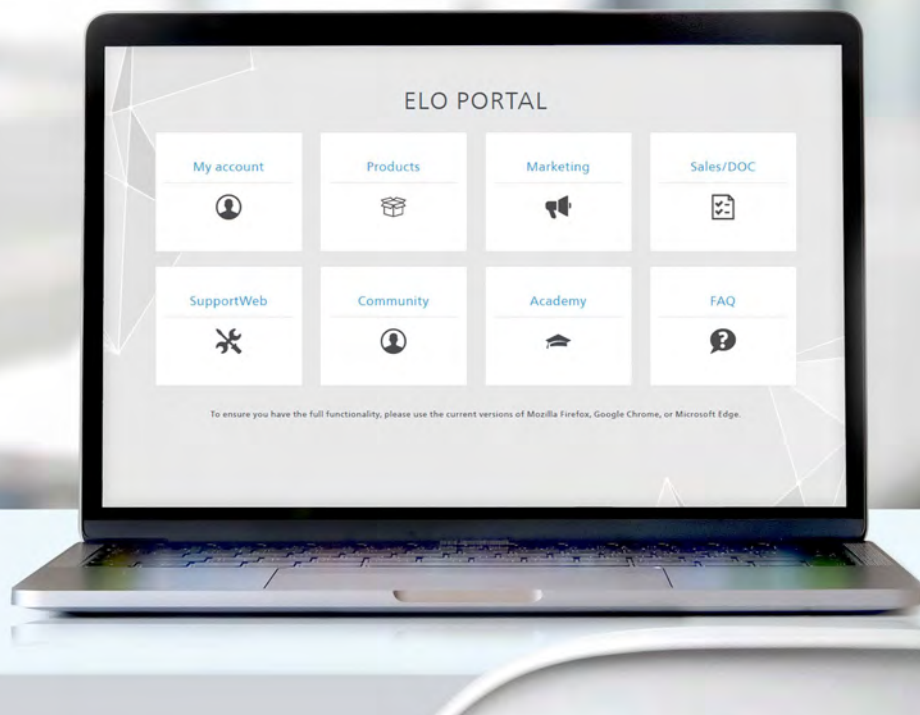 ELO PORTAL
My account
Products
Marketing
Sales/DOC
SupportWeb
Community
Academy
FAQ
To ensure you have the full functionality, please use the current versions of Mozilla Firefox, Google Chrome, or Microsoft Edge.